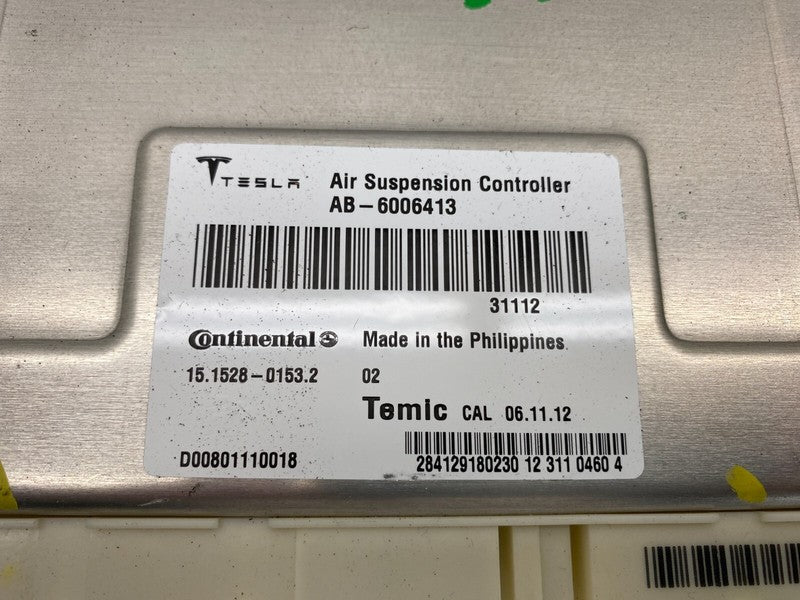 TESLA Air Suspension Controller
AB-6006413
31112
Continental Made in the Philippines
15.1528-0153.2 02
Temic CAL 06.11.12
D00801110018 284129180230 12 311 0460 4